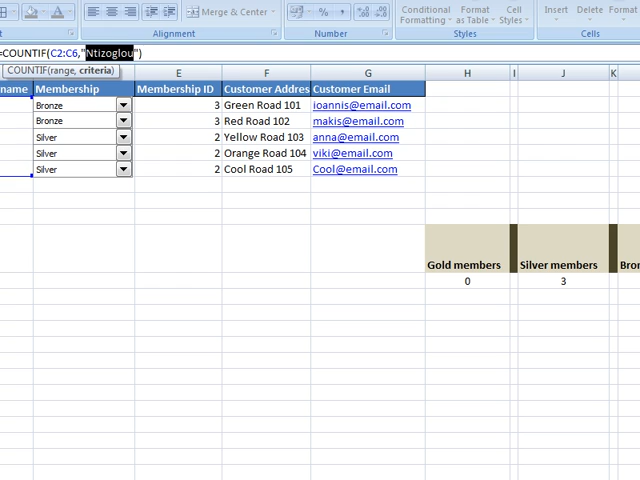 Merge & Center
Conditional Formatting
Format as Table
Cell Styles
Insert Delete Format
Alignment Number Styles Cells
=COUNTIF(C2:C6,"Ntizoglou")
COUNTIF(range, criteria)
E F G H I J K
name Membership Membership ID Customer Addres Customer Email
Bronze 3 Green Road 101 ioannis@email.com
Bronze 3 Red Road 102 makis@email.com
Silver 2 Yellow Road 103 anna@email.com
Silver 2 Orange Road 104 viki@email.com
Silver 2 Cool Road 105 Cool@email.com
Gold members Silver members Bron
0 3